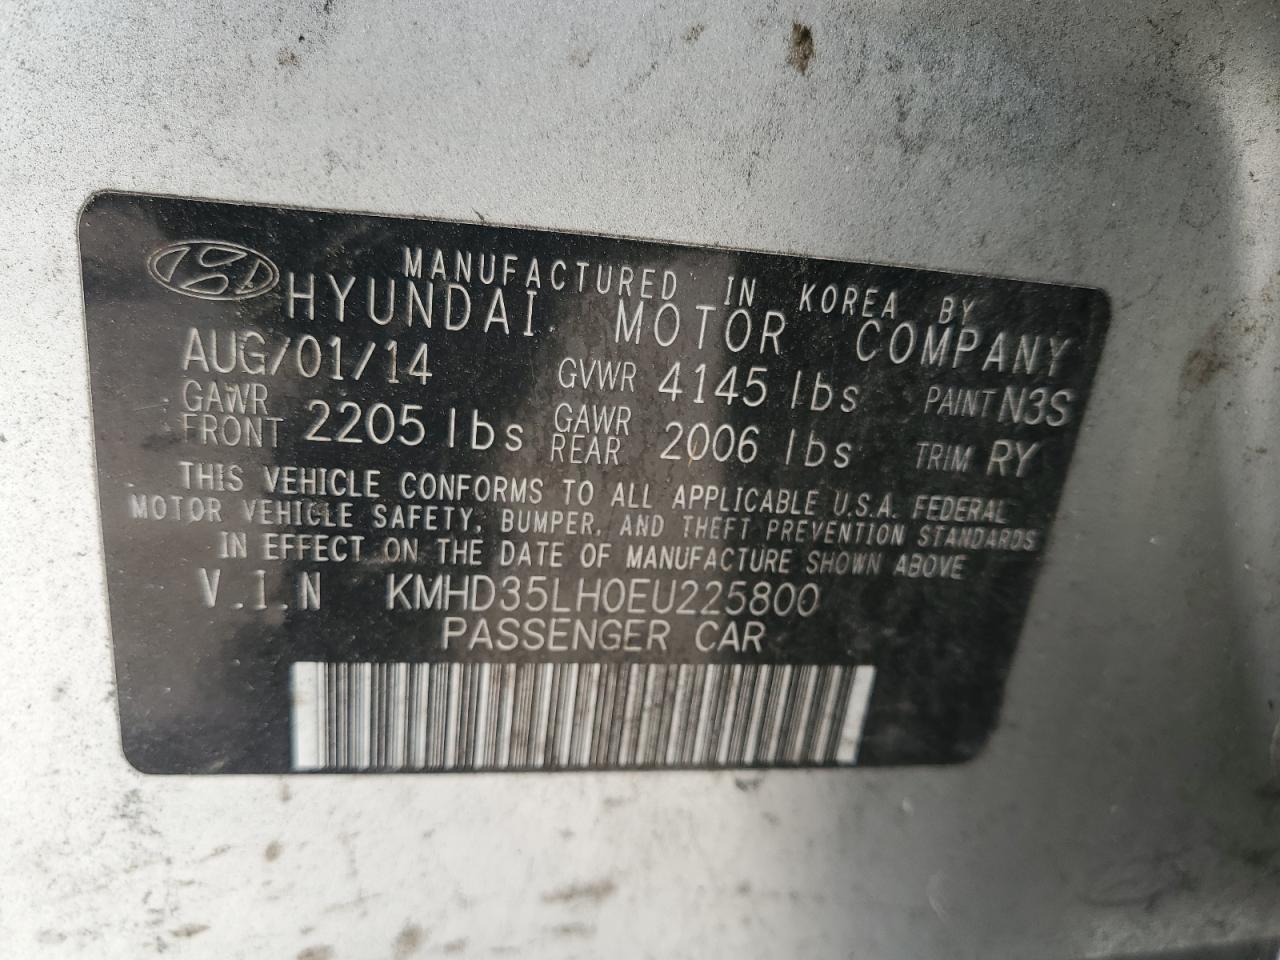 MANUFACTURED IN KOREA BY
HYUNDAI MOTOR COMPANY
AUG/01/14 GVWR 4145 lbs PAINT N3S
GAWR FRONT 2205 lbs GAWR REAR 2006 lbs TRIM RY
THIS VEHICLE CONFORMS TO ALL APPLICABLE U.S.A. FEDERAL
MOTOR VEHICLE SAFETY, BUMPER, AND THEFT PREVENTION STANDARDS
IN EFFECT ON THE DATE OF MANUFACTURE SHOWN ABOVE
V.I.N KMHD35LH0EU225800
PASSENGER CAR